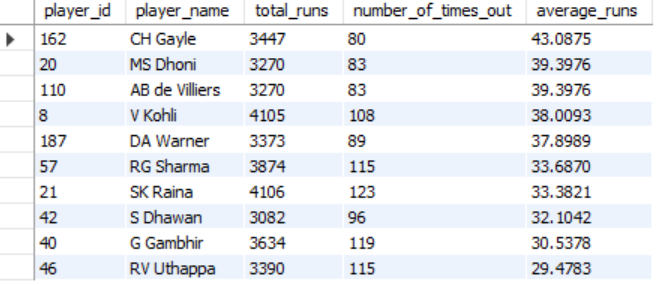 player_id player_name total_runs number_of_times_out average_runs
162 CH Gayle 3447 80 43.0875
20 MS Dhoni 3270 83 39.3976
110 AB de Villiers 3270 83 39.3976
8 V Kohli 4105 108 38.0093
187 DA Warner 3373 89 37.8989
57 RG Sharma 3874 115 33.6870
21 SK Raina 4106 123 33.3821
42 S Dhawan 3082 96 32.1042
40 G Gambhir 3634 119 30.5378
46 RV Uthappa 3390 115 29.4783